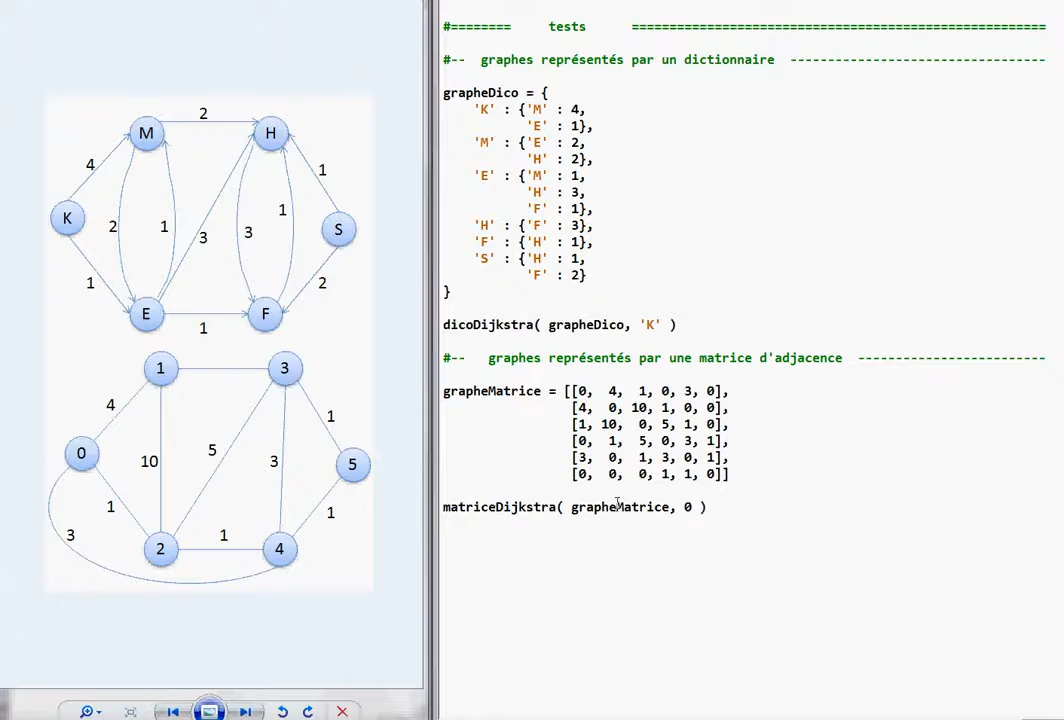 2
M H
4 1
K 2 1 3 3 1 S
1 2
E F
1
1 3
4 1
0 10 5 3 5
1 1
3 2 1 4
#======== tests =============================================
#-- graphes représentés par un dictionnaire -------------------------------
grapheDico = {
'K' : {'M' : 4,
'E' : 1},
'M' : {'E' : 2,
'H' : 2},
'E' : {'M' : 1,
'H' : 3,
'F' : 1},
'H' : {'F' : 3},
'F' : {'H' : 1},
'S' : {'H' : 1,
'F' : 2}
}
dicoDijkstra( grapheDico, 'K' )
#-- graphes représentés par une matrice d'adjacence -----------------------
grapheMatrice = [[0, 4, 1, 0, 3, 0],
[4, 0, 10, 1, 0, 0],
[1, 10, 0, 5, 1, 0],
[0, 1, 5, 0, 3, 1],
[3, 0, 1, 3, 0, 1],
[0, 0, 0, 1, 1, 0]]
matriceDijkstra( grapheMatrice, 0 )